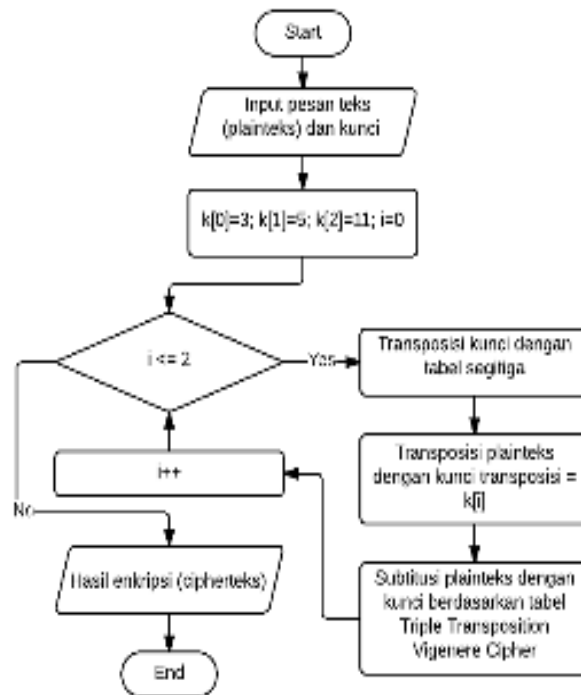 Start
Input pesan teks
(plainteks) dan kunci
k[0]=3; k[1]=5; k[2]=11; i=0
i <= 2
Yes
Transposisi kunci dengan
tabel segitiga
Transposisi plainteks
dengan kunci transposisi =
k[i]
Subtitusi plainteks dengan
kunci berdasarkan tabel
Triple Transposition
Vigenere Cipher
i++
No
Hasil enkripsi (cipherteks)
End